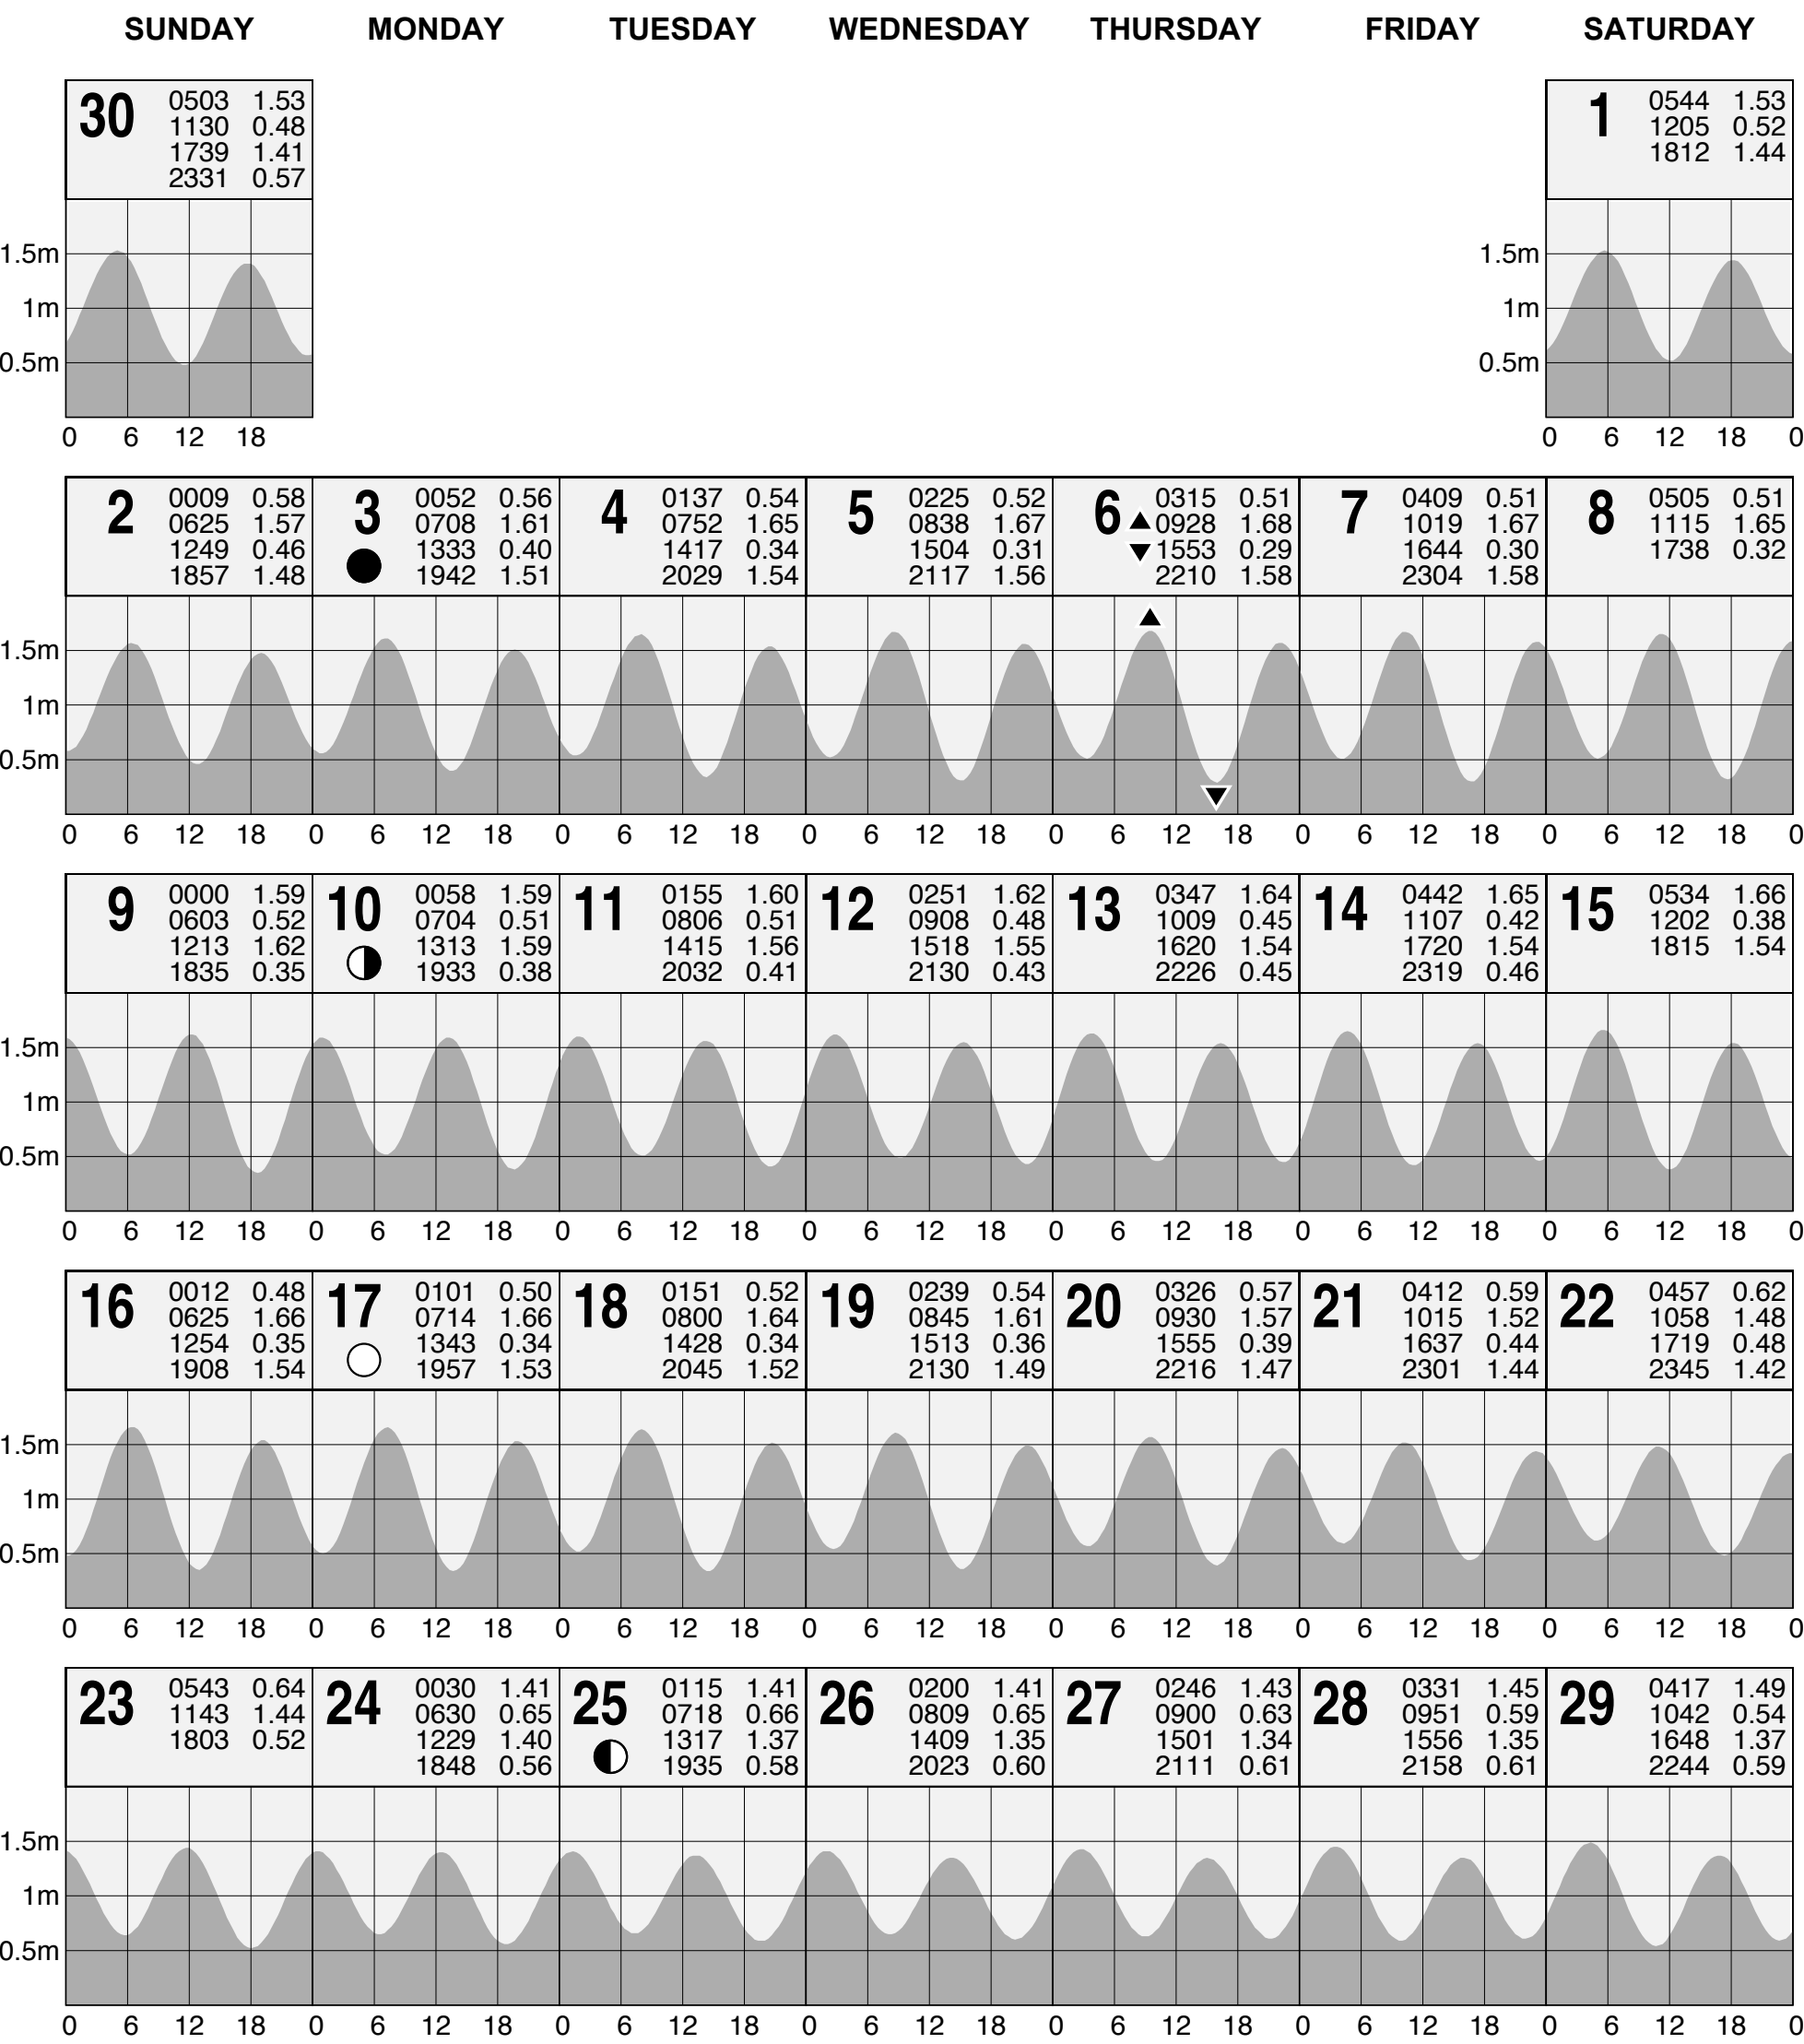 SUNDAY MONDAY TUESDAY WEDNESDAY THURSDAY FRIDAY SATURDAY
30 0503 1.53
1130 0.48
1739 1.41
2331 0.57
1.5m
1m
0.5m
0 6 12 18
1 0544 1.53
1205 0.52
1812 1.44
1.5m
1m
0.5m
0 6 12 18 0
2 0009 0.58
0625 1.57
1249 0.46
1857 1.48
3 0052 0.56
0708 1.61
1333 0.40
1942 1.51
4 0137 0.54
0752 1.65
1417 0.34
2029 1.54
5 0225 0.52
0838 1.67
1504 0.31
2117 1.56
6 0315 0.51
0928 1.68
1553 0.29
2210 1.58
7 0409 0.51
1019 1.67
1644 0.30
2304 1.58
8 0505 0.51
1115 1.65
1738 0.32
1.5m
1m
0.5m
0 6 12 18 0 6 12 18 0 6 12 18 0 6 12 18 0 6 12 18 0 6 12 18 0 6 12 18 0
9 0000 1.59
0603 0.52
1213 1.62
1835 0.35
10 0058 1.59
0704 0.51
1313 1.59
1933 0.38
11 0155 1.60
0806 0.51
1415 1.56
2032 0.41
12 0251 1.62
0908 0.48
1518 1.55
2130 0.43
13 0347 1.64
1009 0.45
1620 1.54
2226 0.45
14 0442 1.65
1107 0.42
1720 1.54
2319 0.46
15 0534 1.66
1202 0.38
1815 1.54
1.5m
1m
0.5m
0 6 12 18 0 6 12 18 0 6 12 18 0 6 12 18 0 6 12 18 0 6 12 18 0 6 12 18 0
16 0012 0.48
0625 1.66
1254 0.35
1908 1.54
17 0101 0.50
0714 1.66
1343 0.34
1957 1.53
18 0151 0.52
0800 1.64
1428 0.34
2045 1.52
19 0239 0.54
0845 1.61
1513 0.36
2130 1.49
20 0326 0.57
0930 1.57
1555 0.39
2216 1.47
21 0412 0.59
1015 1.52
1637 0.44
2301 1.44
22 0457 0.62
1058 1.48
1719 0.48
2345 1.42
1.5m
1m
0.5m
0 6 12 18 0 6 12 18 0 6 12 18 0 6 12 18 0 6 12 18 0 6 12 18 0 6 12 18 0
23 0543 0.64
1143 1.44
1803 0.52
24 0030 1.41
0630 0.65
1229 1.40
1848 0.56
25 0115 1.41
0718 0.66
1317 1.37
1935 0.58
26 0200 1.41
0809 0.65
1409 1.35
2023 0.60
27 0246 1.43
0900 0.63
1501 1.34
2111 0.61
28 0331 1.45
0951 0.59
1556 1.35
2158 0.61
29 0417 1.49
1042 0.54
1648 1.37
2244 0.59
1.5m
1m
0.5m
0 6 12 18 0 6 12 18 0 6 12 18 0 6 12 18 0 6 12 18 0 6 12 18 0 6 12 18 0